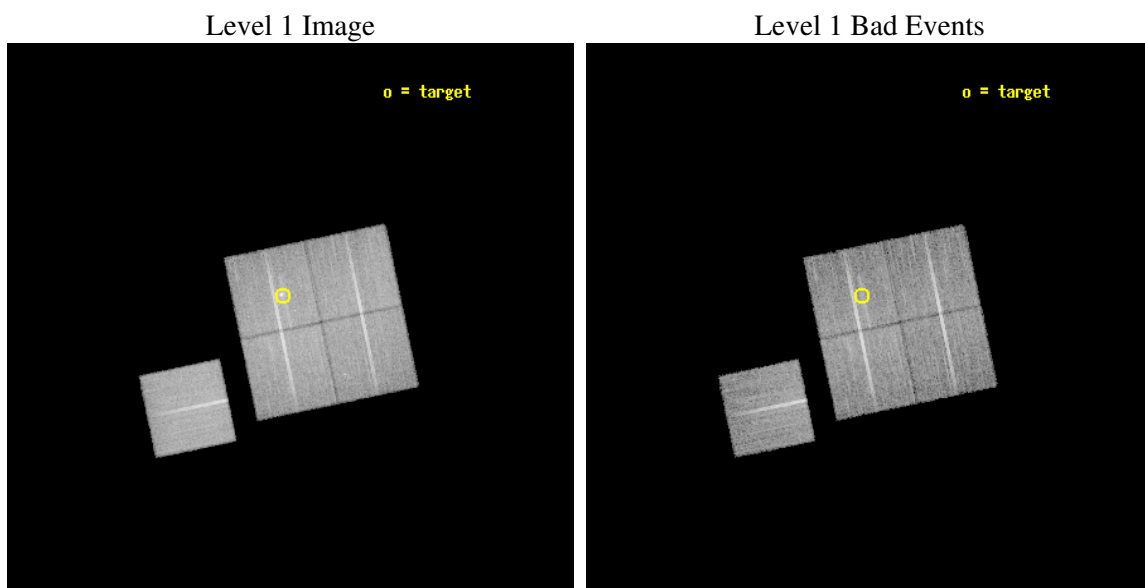 Level 1 Image
Level 1 Bad Events
o = target
o = target